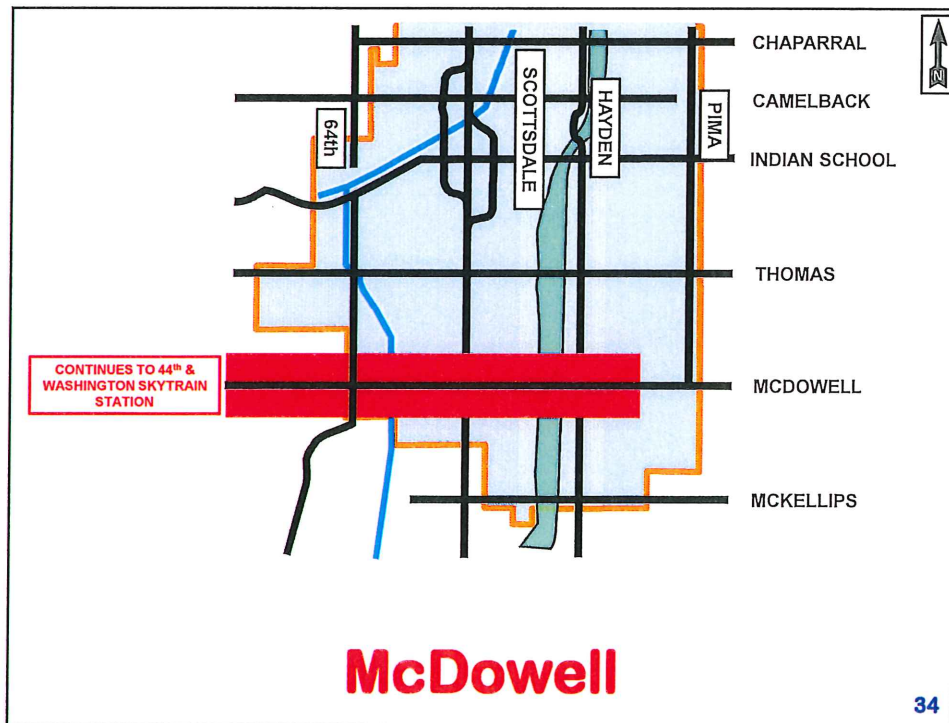 CHAPARRAL
N
CAMELBACK
SCOTTSDALE
HAYDEN
PIMA
64th
INDIAN SCHOOL
THOMAS
CONTINUES TO 44th &
WASHINGTON SKYTRAIN
STATION
MCDOWELL
MCKELLIPS
McDowell
34